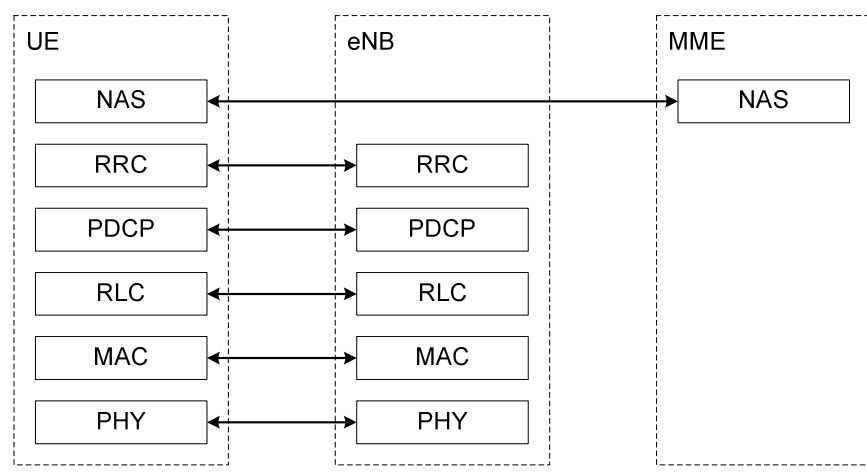 UE eNB MME
NAS NAS
RRC RRC
PDCP PDCP
RLC RLC
MAC MAC
PHY PHY